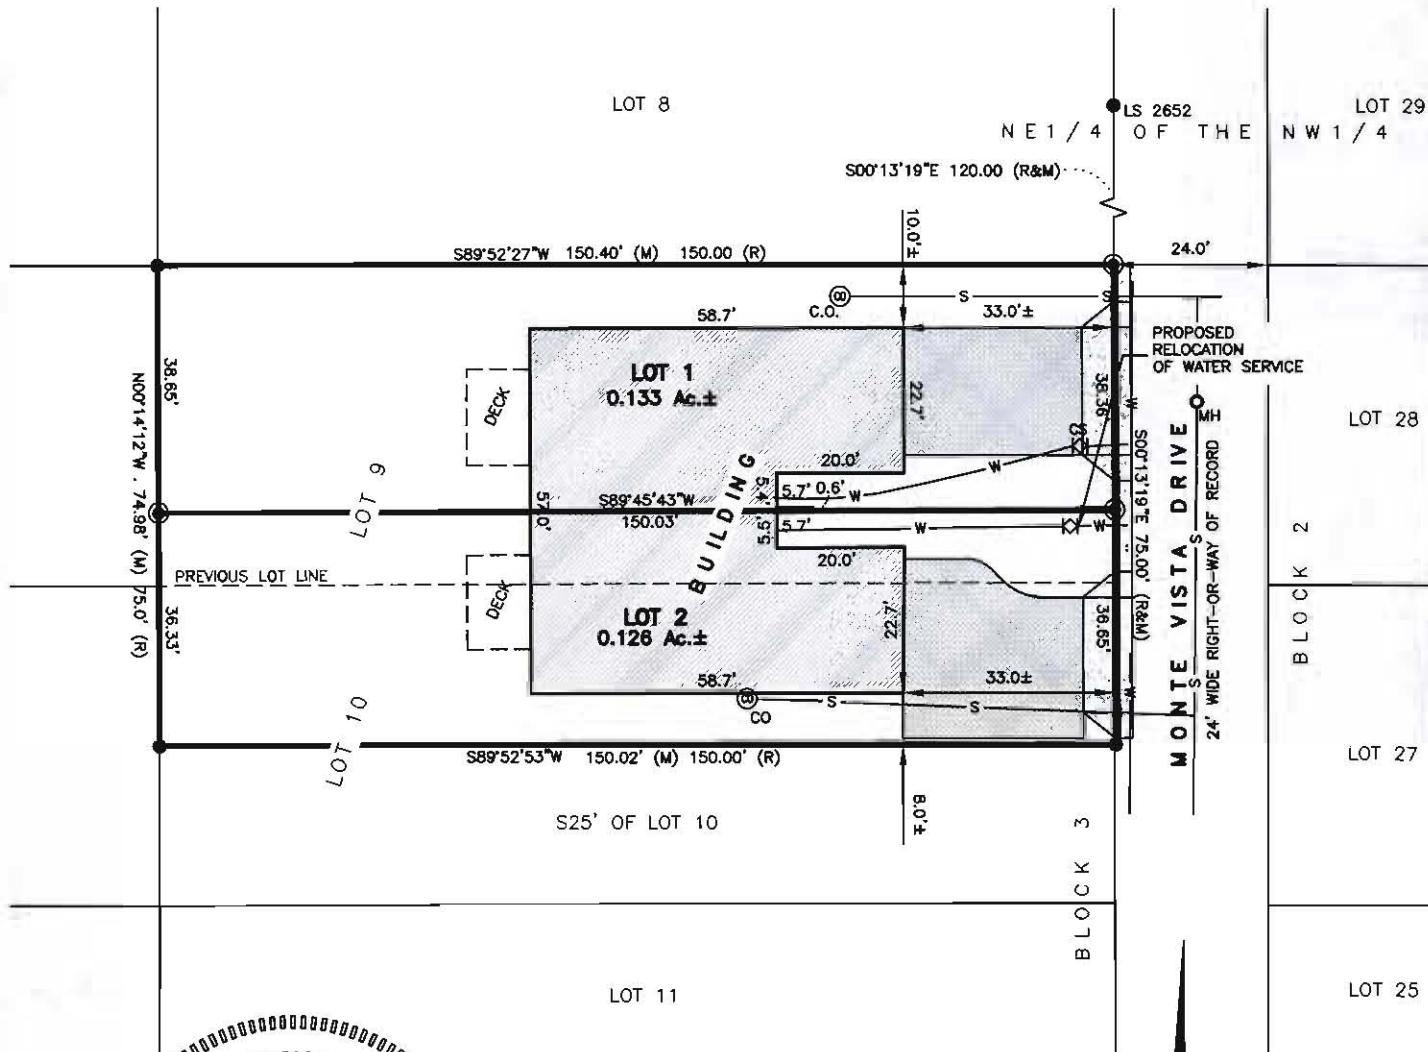 LOT 8
LS 2652
LOT 29
NE1/4 OF THE NW1/4
S00°13'19"E 120.00 (R&M)
10.0'±
S89°52'27"W 150.40' (M) 150.00 (R)
24.0'
C.O.
S
S
58.7'
33.0'±
PROPOSED
RELOCATION
OF WATER SERVICE
38.65'
LOT 1
0.133 Ac.±
DECK
22.7'
38.36'
W
MH
LOT 28
N00°14'12"W . 74.98' (M) 75.0' (R)
LOT 9
BUILDING
20.0'
W
5.4'
5.7' 0.6'
W
S89°45'43"W
150.03'
57.0'
5.5'
5.7'
W
W
20.0'
S00°13'19"E 75.00' (R&M)
MONTE VISTA DRIVE
24' WIDE RIGHT-OR-WAY OF RECORD
S
S
BLOCK 2
PREVIOUS LOT LINE
DECK
36.33'
LOT 2
0.126 Ac.±
22.7'
36.65'
58.7'
33.0±
W
CO
S
S
LOT 10
S89°52'53"W 150.02' (M) 150.00' (R)
LOT 27
8.0'±
S25' OF LOT 10
BLOCK 3
LOT 11
LOT 25